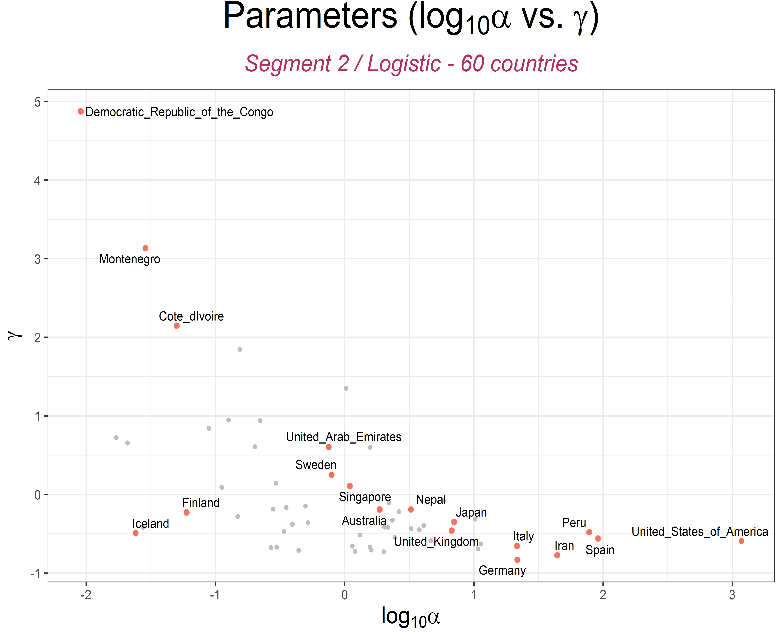 Parameters (log₁₀α vs. γ)
Segment 2 / Logistic - 60 countries
5
Democratic_Republic_of_the_Congo
4
3
Montenegro
Cote_dIvoire
γ
2
1
United_Arab_Emirates
Sweden
0
Singapore
Nepal
Finland
Iceland
Australia
Japan
United_Kingdom
Italy
Peru
United_States_of_America
Iran
Spain
Germany
-1
-2
-1
0
1
2
3
log₁₀α